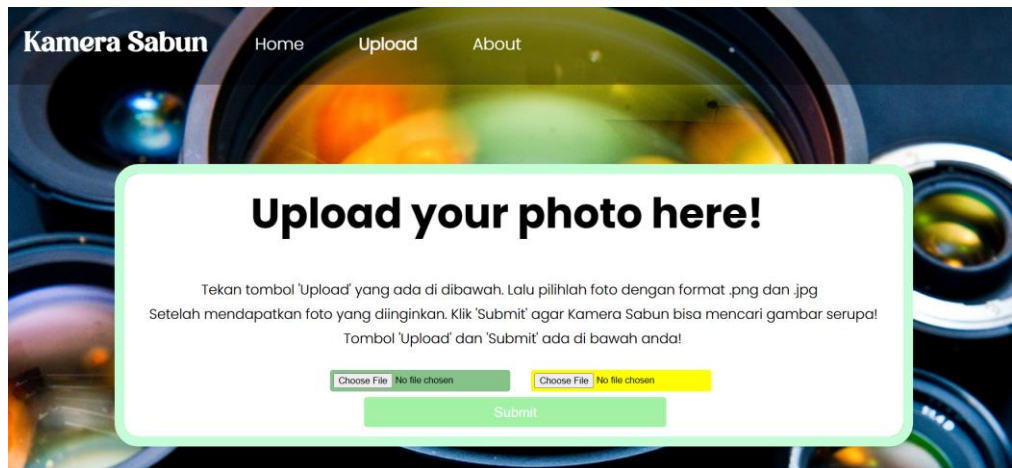 Kamera Sabun Home Upload About
Upload your photo here!
Tekan tombol 'Upload' yang ada di dibawah. Lalu pilihlah foto dengan format .png dan .jpg
Setelah mendapatkan foto yang diinginkan. Klik 'Submit' agar Kamera Sabun bisa mencari gambar serupa!
Tombol 'Upload' dan 'Submit' ada di bawah anda!
Choose File No file chosen Choose File No file chosen
Submit